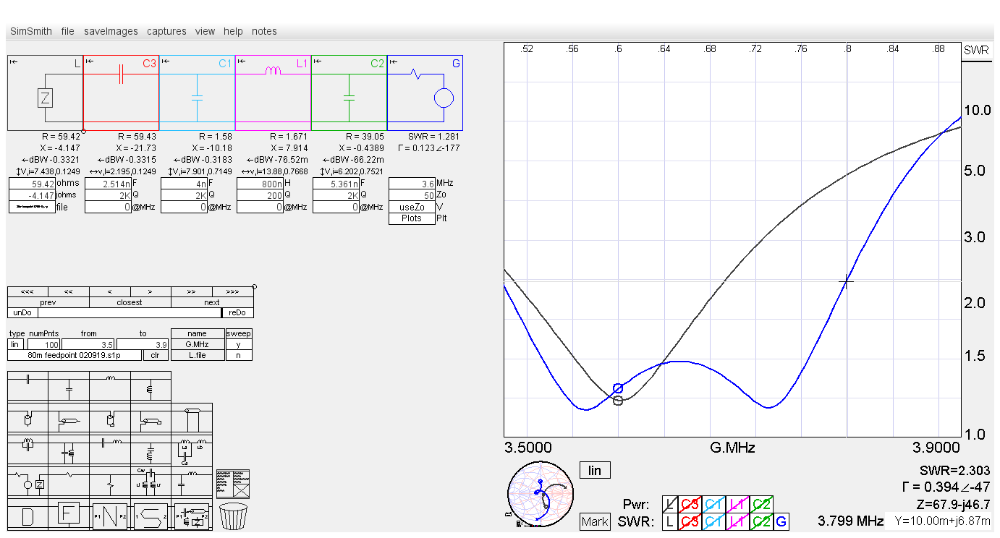 SimSmith file saveImages captures view help notes
L C3 C1 L1 C2 G
Z
R = 59.42 R = 59.43 R = 1.58 R = 1.671 R = 39.05 SWR = 1.281
X = -4.147 X = -21.73 X = -10.18 X = 7.914 X = -0.4389 Γ = 0.123∠-177
←dBW -0.3321 ←dBW -0.3315 ←dBW -0.3183 ←dBW -76.52m ←dBW -66.22m
↕V,i=7.438,0.1249 ↔v,I=2.195,0.1249 ↕V,i=7.901,0.7149 ↔v,I=13.88,0.7668 ↕V,i=6.202,0.7521
59.42 ohms 2.514n F 4n F 800n H 5.361n F 3.6 MHz
-4.147 johms 2K Q 2K Q 200 Q 2K Q 50 Zo
file 0 @MHz 0 @MHz 0 @MHz 0 @MHz useZo V
Plots Plt
<<< << < > >> >>>
prev closest next
unDo reDo
type numPnts from to name sweep
lin 100 3.5 3.9 G.MHz y
80m feedpoint 020919.s1p clr L.file n
Z
D F P1 N P2 1 S 2 P1 Z P2
.52 .56 .6 .64 .68 .72 .76 .8 .84 .88 SWR
10.0
5.0
3.0
2.0
1.5
1.0
3.5000 G.MHz 3.9000
lin
SWR=2.303
Γ = 0.394∠-47
Pwr: L C3 C1 L1 C2 Z=67.9-j46.7
Mark SWR: L C3 C1 L1 C2 G 3.799 MHz Y=10.00m+j6.87m